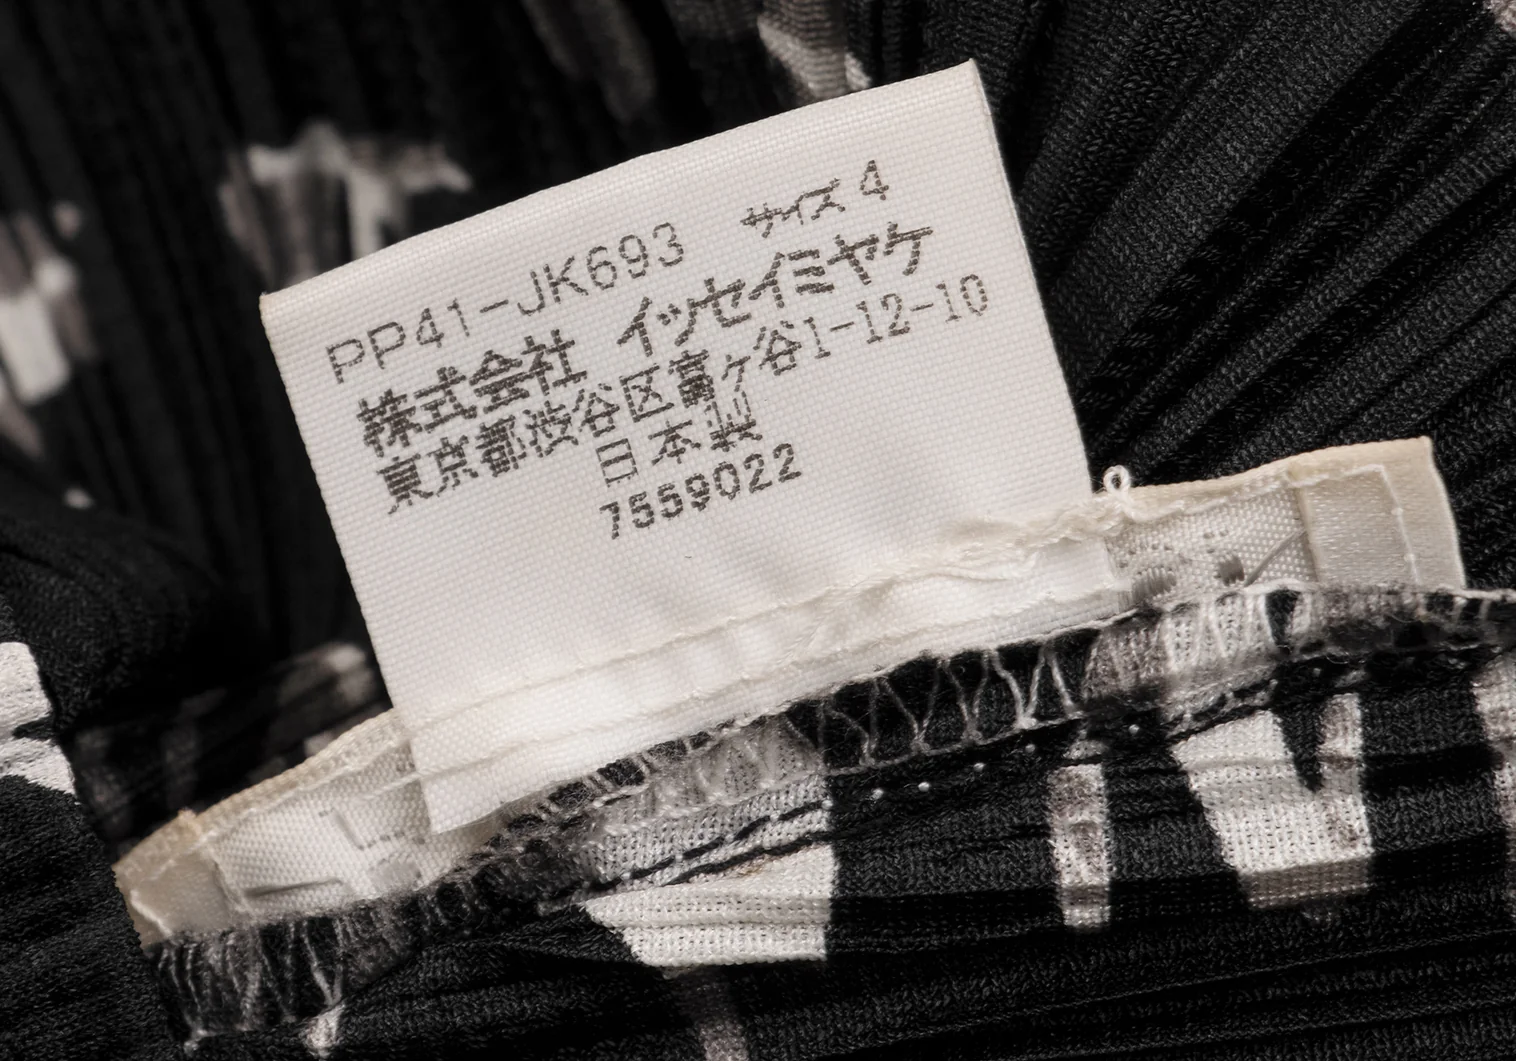 PP41-JK693 サイズ 4
株式会社 イッセイミヤケ
東京都渋谷区富ケ谷1-12-10
日本製
7559022